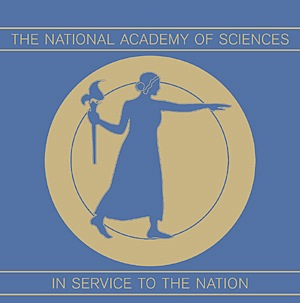 THE NATIONAL ACADEMY OF SCIENCES
IN SERVICE TO THE NATION